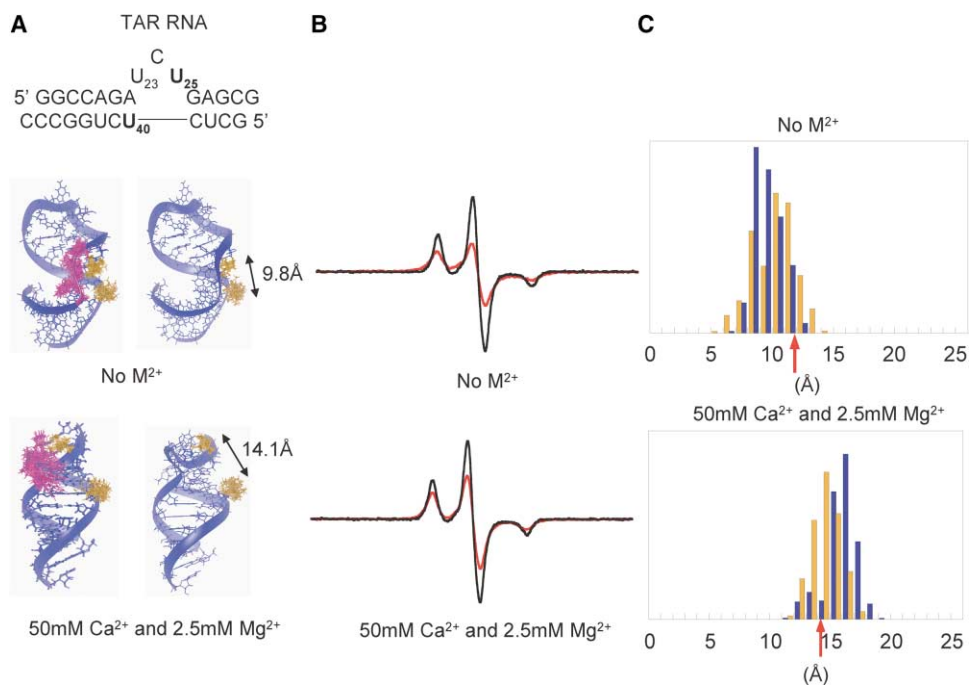 A
TAR RNA
C
U23 U25
5' GGCCAGA GAGCG
CCCGGUCU40 CUCG 5'
9.8Å
No M2+
14.1Å
50mM Ca2+ and 2.5mM Mg2+
B
No M2+
50mM Ca2+ and 2.5mM Mg2+
C
No M2+
0 5 10 15 20 25
(Å)
50mM Ca2+ and 2.5mM Mg2+
0 5 10 15 20 25
(Å)